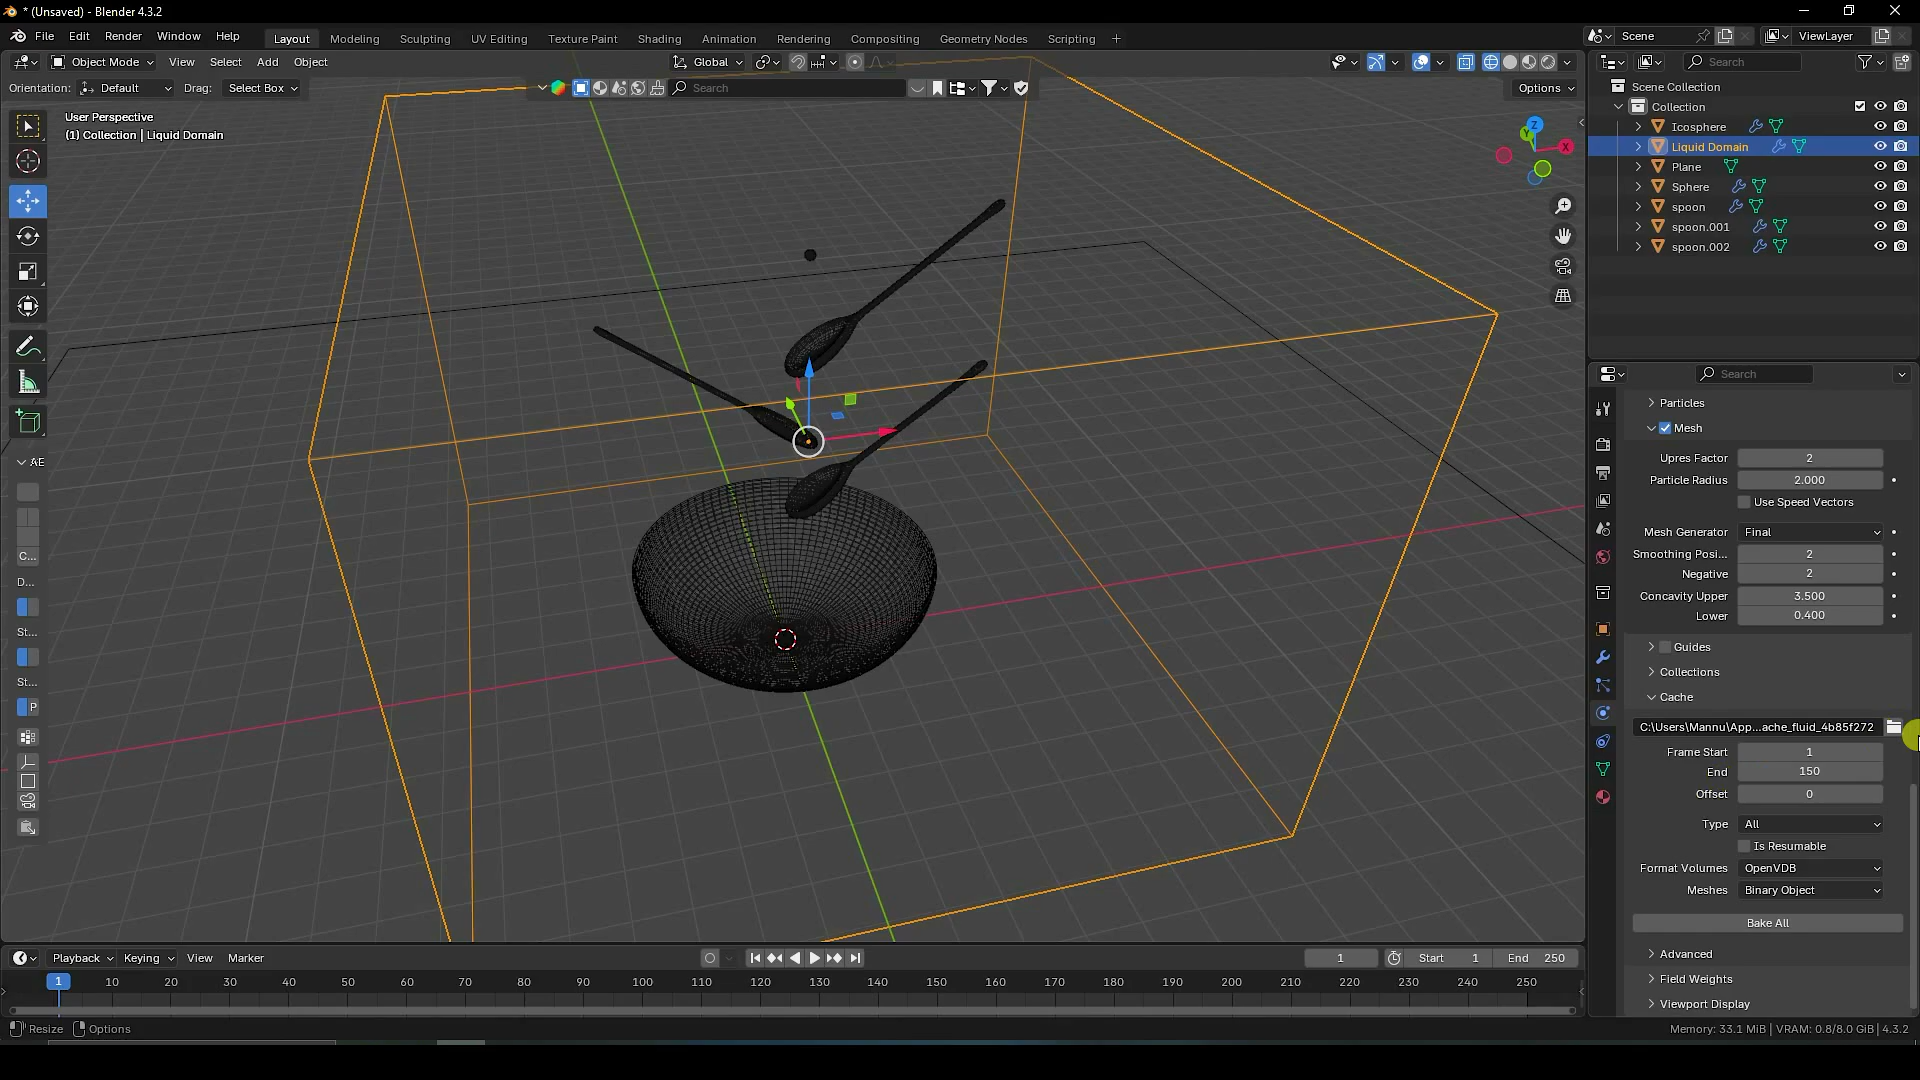 * (Unsaved) - Blender 4.3.2
File Edit Render Window Help
Layout Modeling Sculpting UV Editing Texture Paint Shading Animation Rendering Compositing Geometry Nodes Scripting +
Scene
ViewLayer
Object Mode View Select Add Object
Global
Search
Orientation: Default Drag: Select Box
Search
Options
User Perspective
(1) Collection | Liquid Domain
Z
Y
X
Scene Collection
Collection
Icosphere
Liquid Domain
Plane
Sphere
spoon
spoon.001
spoon.002
AE
C...
D...
St...
St...
P
Search
Particles
Mesh
Upres Factor 2
Particle Radius 2.000
Use Speed Vectors
Mesh Generator Final
Smoothing Posi... 2
Negative 2
Concavity Upper 3.500
Lower 0.400
Guides
Collections
Cache
C:\Users\Mannu\App...ache_fluid_4b85f272
Frame Start 1
End 150
Offset 0
Type All
Is Resumable
Format Volumes OpenVDB
Meshes Binary Object
Bake All
Advanced
Field Weights
Viewport Display
Playback Keying View Marker
1 Start 1 End 250
1 10 20 30 40 50 60 70 80 90 100 110 120 130 140 150 160 170 180 190 200 210 220 230 240 250
Resize Options
Memory: 33.1 MiB | VRAM: 0.8/8.0 GiB | 4.3.2